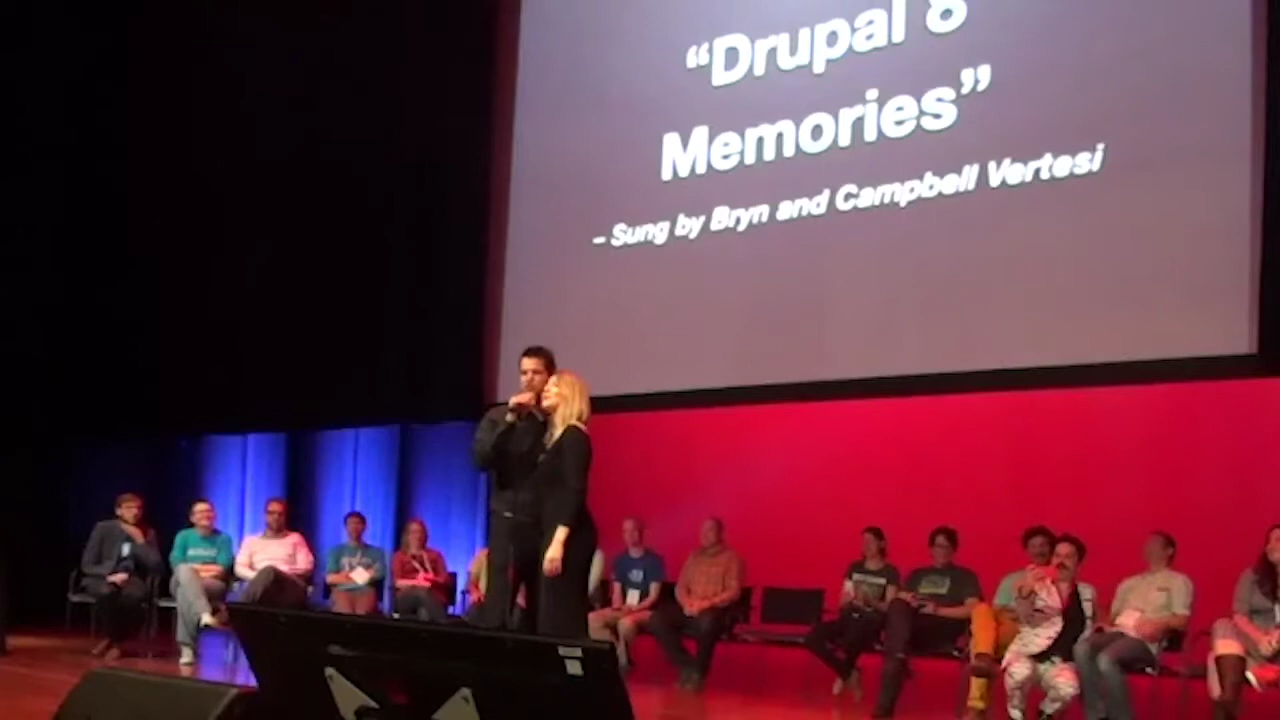 “Drupal 8
Memories”
– Sung by Bryn and Campbell Vertesi